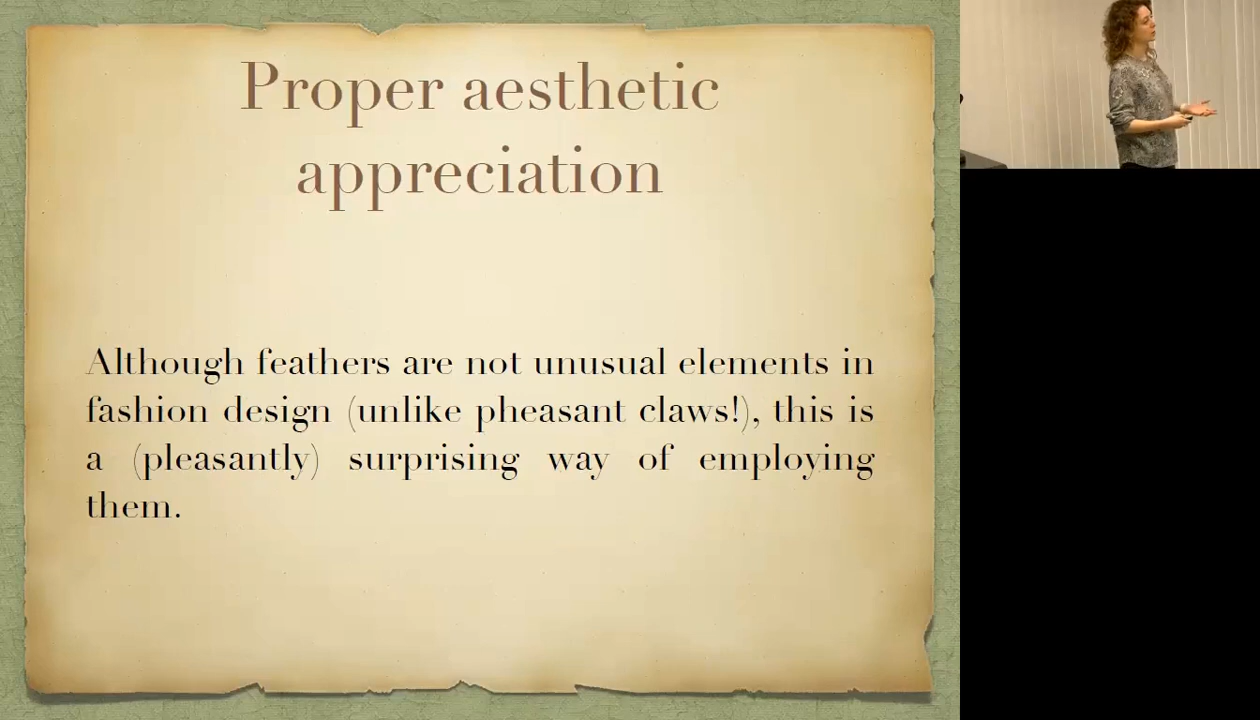 Proper aesthetic
appreciation
Although feathers are not unusual elements in
fashion design (unlike pheasant claws!), this is
a (pleasantly) surprising way of employing
them.